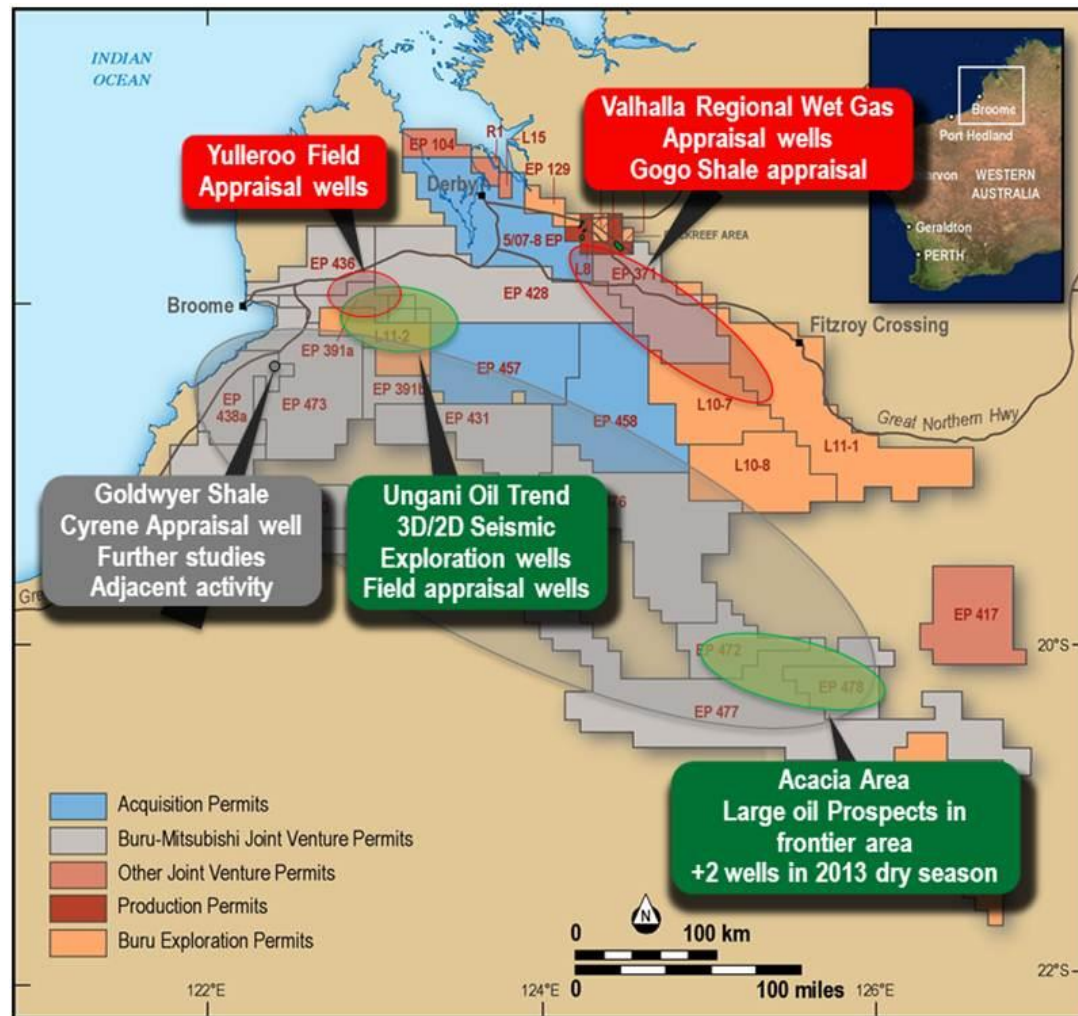 INDIAN
OCEAN
Broome
Port Hedland
WESTERN
AUSTRALIA
Geraldton
PERTH
Valhalla Regional Wet Gas
Appraisal wells
Gogo Shale appraisal
Yulleroo Field
Appraisal wells
R1
L15
EP 104
EP 129
Derby
5/07-8 EP
L8
EP 371
AREA
EP 436
EP 428
Broome
Fitzroy Crossing
L11-2
EP 391a
EP 457
EP 391b
EP
438a
EP 473
EP 431
EP 458
L10-7
Great Northern Hwy
L11-1
L10-8
Goldwyer Shale
Cyrene Appraisal well
Further studies
Adjacent activity
Ungani Oil Trend
3D/2D Seismic
Exploration wells
Field appraisal wells
EP 417
20°S
EP 472
EP 478
EP 477
Acacia Area
Large oil Prospects in
frontier area
+2 wells in 2013 dry season
Acquisition Permits
Buru-Mitsubishi Joint Venture Permits
Other Joint Venture Permits
Production Permits
Buru Exploration Permits
N
0 100 km
0 100 miles
22°S
122°E
124°E
126°E